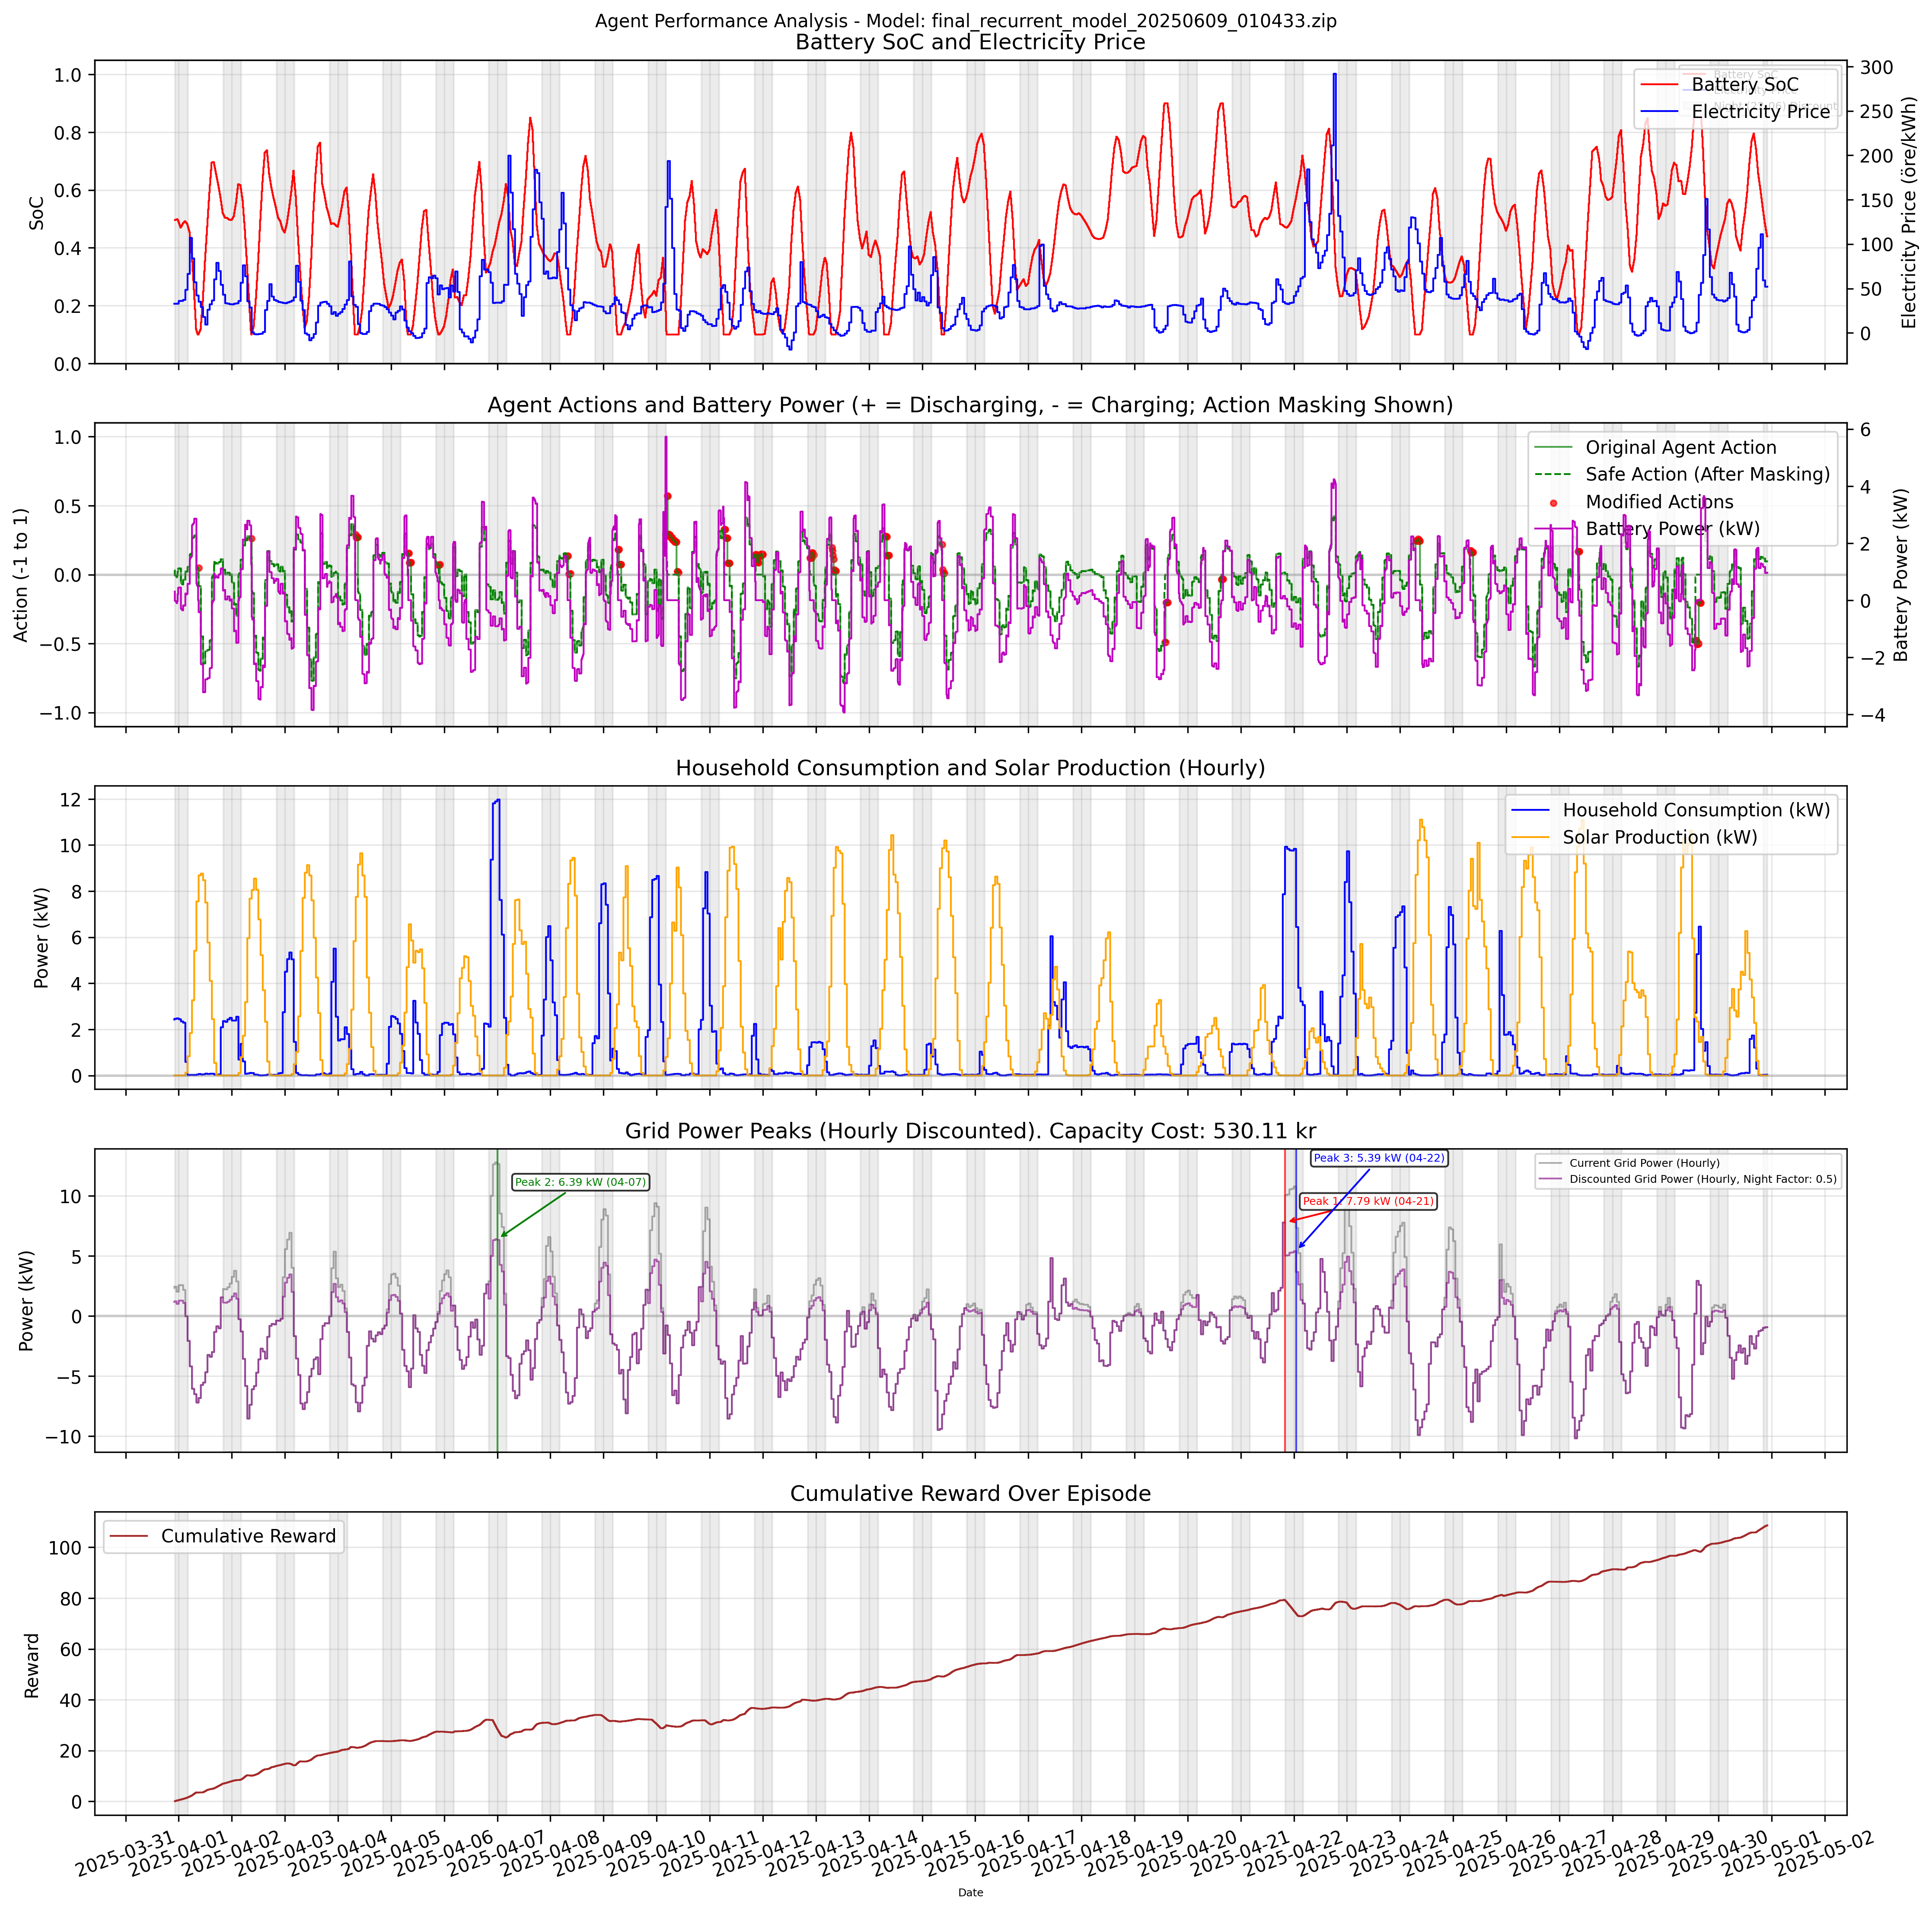 Agent Performance Analysis - Model: final_recurrent_model_20250609_010433.zip
Battery SoC and Electricity Price
1.0
0.8
0.6
0.4
0.2
0.0
SoC
300
250
200
150
100
50
0
Electricity Price (öre/kWh)
Battery SoC
Electricity Price
Agent Actions and Battery Power (+ = Discharging, - = Charging; Action Masking Shown)
1.0
0.5
0.0
−0.5
−1.0
Action (-1 to 1)
6
4
2
0
−2
−4
Battery Power (kW)
Original Agent Action
Safe Action (After Masking)
Modified Actions
Battery Power (kW)
Household Consumption and Solar Production (Hourly)
12
10
8
6
4
2
0
Power (kW)
Household Consumption (kW)
Solar Production (kW)
Grid Power Peaks (Hourly Discounted). Capacity Cost: 530.11 kr
10
5
0
−5
−10
Power (kW)
Peak 2: 6.39 kW (04-07)
Peak 3: 5.39 kW (04-22)
Peak 1: 7.79 kW (04-21)
Current Grid Power (Hourly)
Discounted Grid Power (Hourly, Night Factor: 0.5)
Cumulative Reward Over Episode
100
80
60
40
20
0
Reward
Cumulative Reward
2025-03-31
2025-04-01
2025-04-02
2025-04-03
2025-04-04
2025-04-05
2025-04-06
2025-04-07
2025-04-08
2025-04-09
2025-04-10
2025-04-11
2025-04-12
2025-04-13
2025-04-14
2025-04-15
2025-04-16
2025-04-17
2025-04-18
2025-04-19
2025-04-20
2025-04-21
2025-04-22
2025-04-23
2025-04-24
2025-04-25
2025-04-26
2025-04-27
2025-04-28
2025-04-29
2025-04-30
2025-05-01
2025-05-02
Date